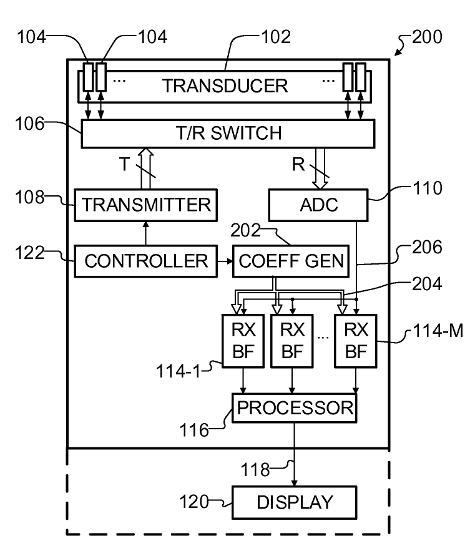 104 104 102 200
... ...
TRANSDUCER
106 T/R SWITCH
T R
108 TRANSMITTER ADC 110
202 206
122 CONTROLLER COEFF GEN
204
RX BF RX BF ... RX BF
114-1 114-M
116 PROCESSOR
118
120 DISPLAY